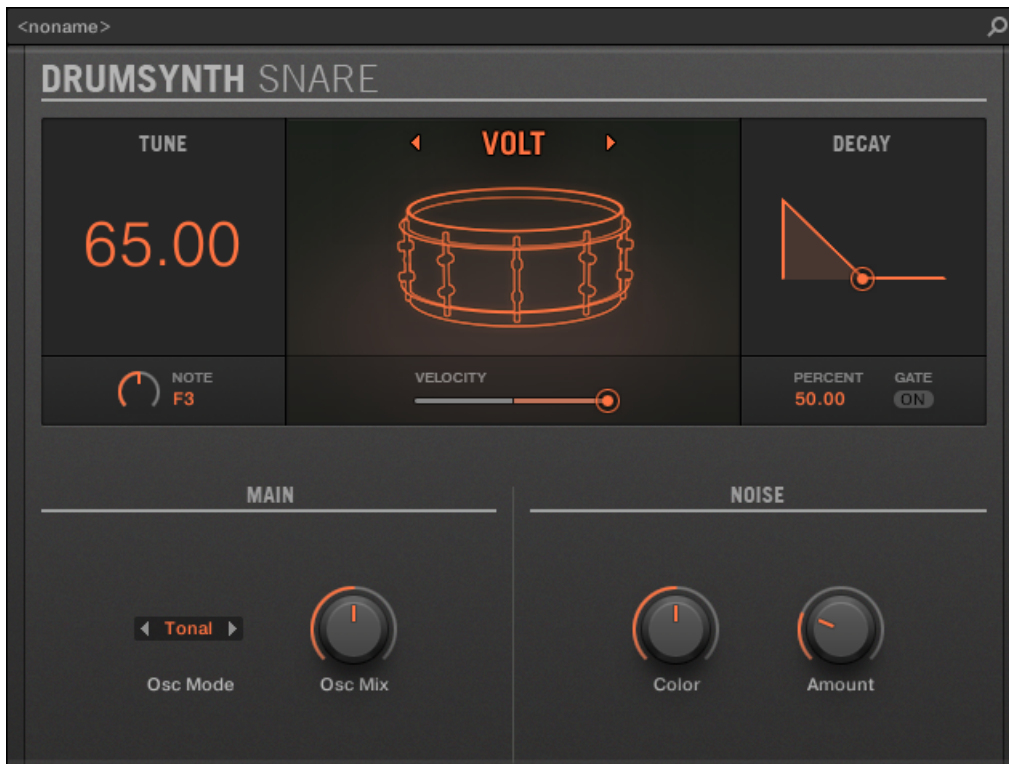 <noname>
DRUMSYNTH SNARE
TUNE
VOLT
DECAY
65.00
NOTE
F3
VELOCITY
PERCENT
50.00
GATE
ON
MAIN
NOISE
Tonal
Osc Mode
Osc Mix
Color
Amount